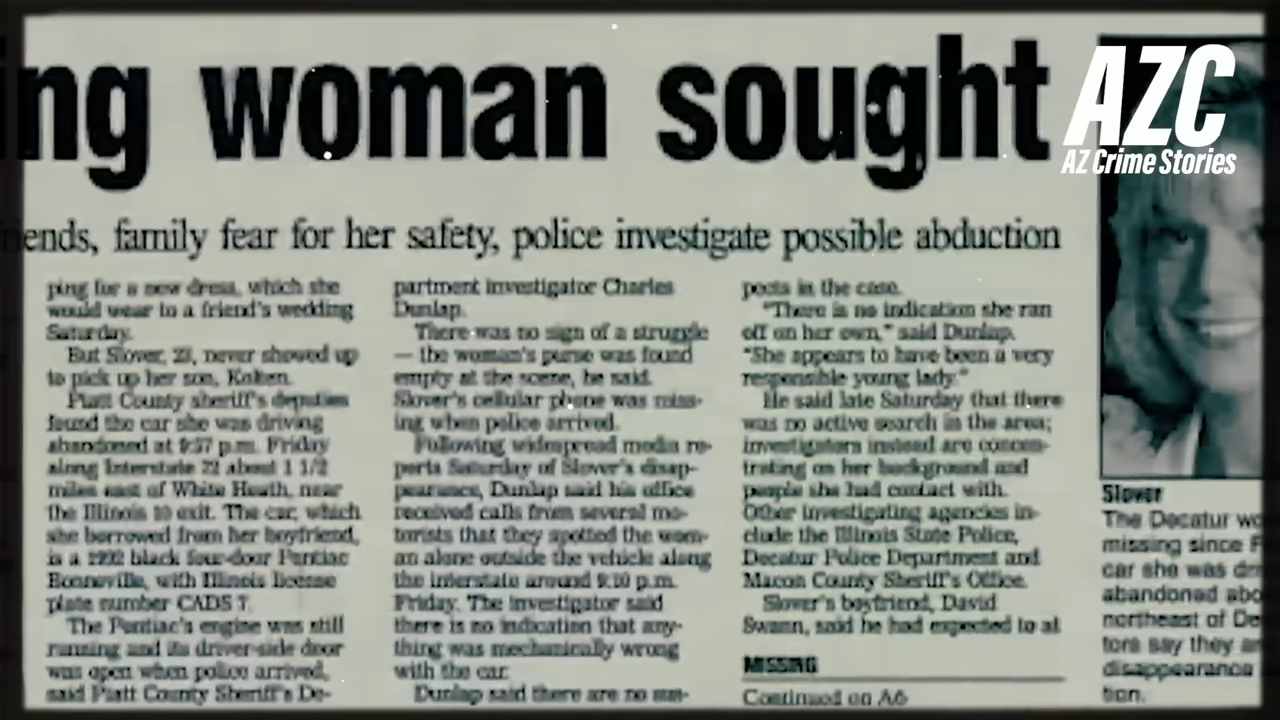 ng woman sought
AZC
AZ Crime Stories
ends, family fear for her safety, police investigate possible abduction
ping for a new dress, which she
would wear to a friend's wedding
Saturday.
But Slover, 23, never showed up
to pick up her son, Kolten.
Piatt County sheriff's deputies
found the car she was driving
abandoned at 9:57 p.m. Friday
along Interstate 72 about 1 1/2
miles east of White Heath, near
the Illinois 10 exit. The car, which
she borrowed from her boyfriend,
is a 1992 black four-door Pontiac
Bonneville, with Illinois license
plate number CADS 7.
The Pontiac's engine was still
running and its driver-side door
was open when police arrived,
said Piatt County Sheriff's De-
partment investigator Charles
Dunlap.
There was no sign of a struggle
— the woman's purse was found
empty at the scene, he said.
Slover's cellular phone was miss-
ing when police arrived.
Following widespread media re-
ports Saturday of Slover's disap-
pearance, Dunlap said his office
received calls from several mo-
torists that they spotted the wom-
an alone outside the vehicle along
the interstate around 9:10 p.m.
Friday. The investigator said
there is no indication that any-
thing was mechanically wrong
with the car.
Dunlap said there are no sus-
pects in the case.
"There is no indication she ran
off on her own," said Dunlap.
"She appears to have been a very
responsible young lady."
He said late Saturday that there
was no active search in the area;
investigators instead are concen-
trating on her background and
people she had contact with.
Other investigating agencies in-
clude the Illinois State Police,
Decatur Police Department and
Macon County Sheriff's Office.
Slover's boyfriend, David
Swann, said he had expected to at
MISSING
Continued on A6
Slover
The Decatur wo
missing since F
car she was dri
abandoned abo
northeast of De
tors say they ar
disappearance
tion.